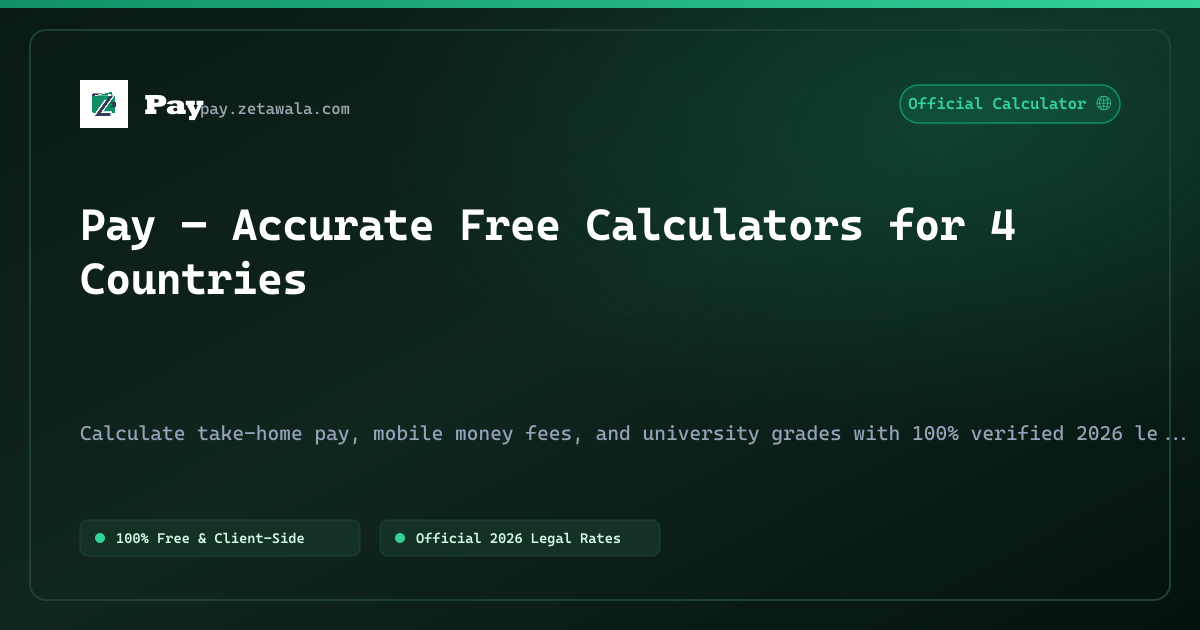 Pay pay.zetawala.com
Official Calculator
Pay — Accurate Free Calculators for 4
Countries
Calculate take-home pay, mobile money fees, and university grades with 100% verified 2026 le...
100% Free & Client-Side
Official 2026 Legal Rates